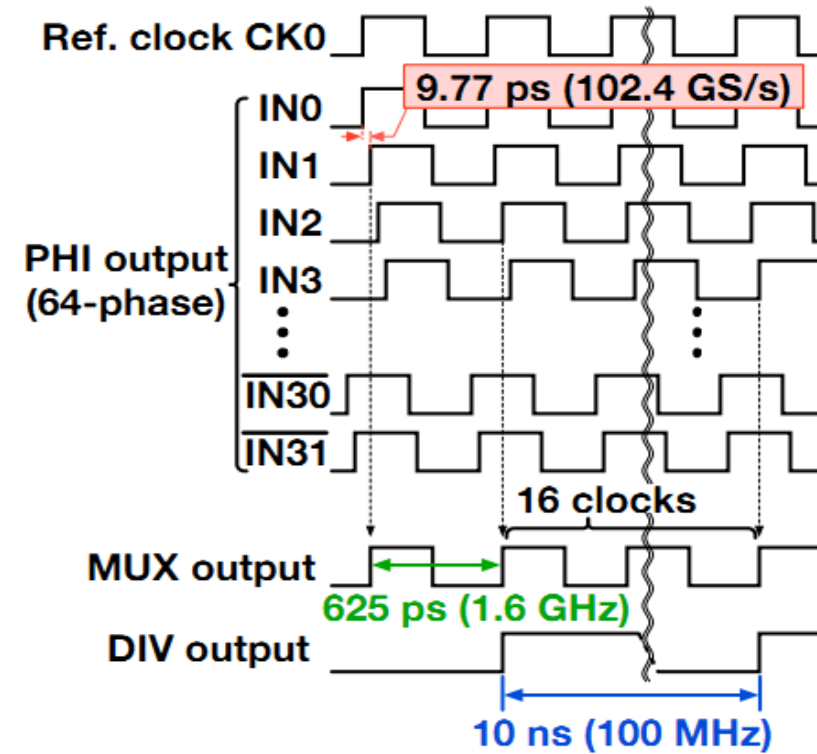 Ref. clock CK0
9.77 ps (102.4 GS/s)
IN0
IN1
IN2
PHI output
(64-phase)
IN3
IN30
IN31
16 clocks
MUX output
625 ps (1.6 GHz)
DIV output
10 ns (100 MHz)